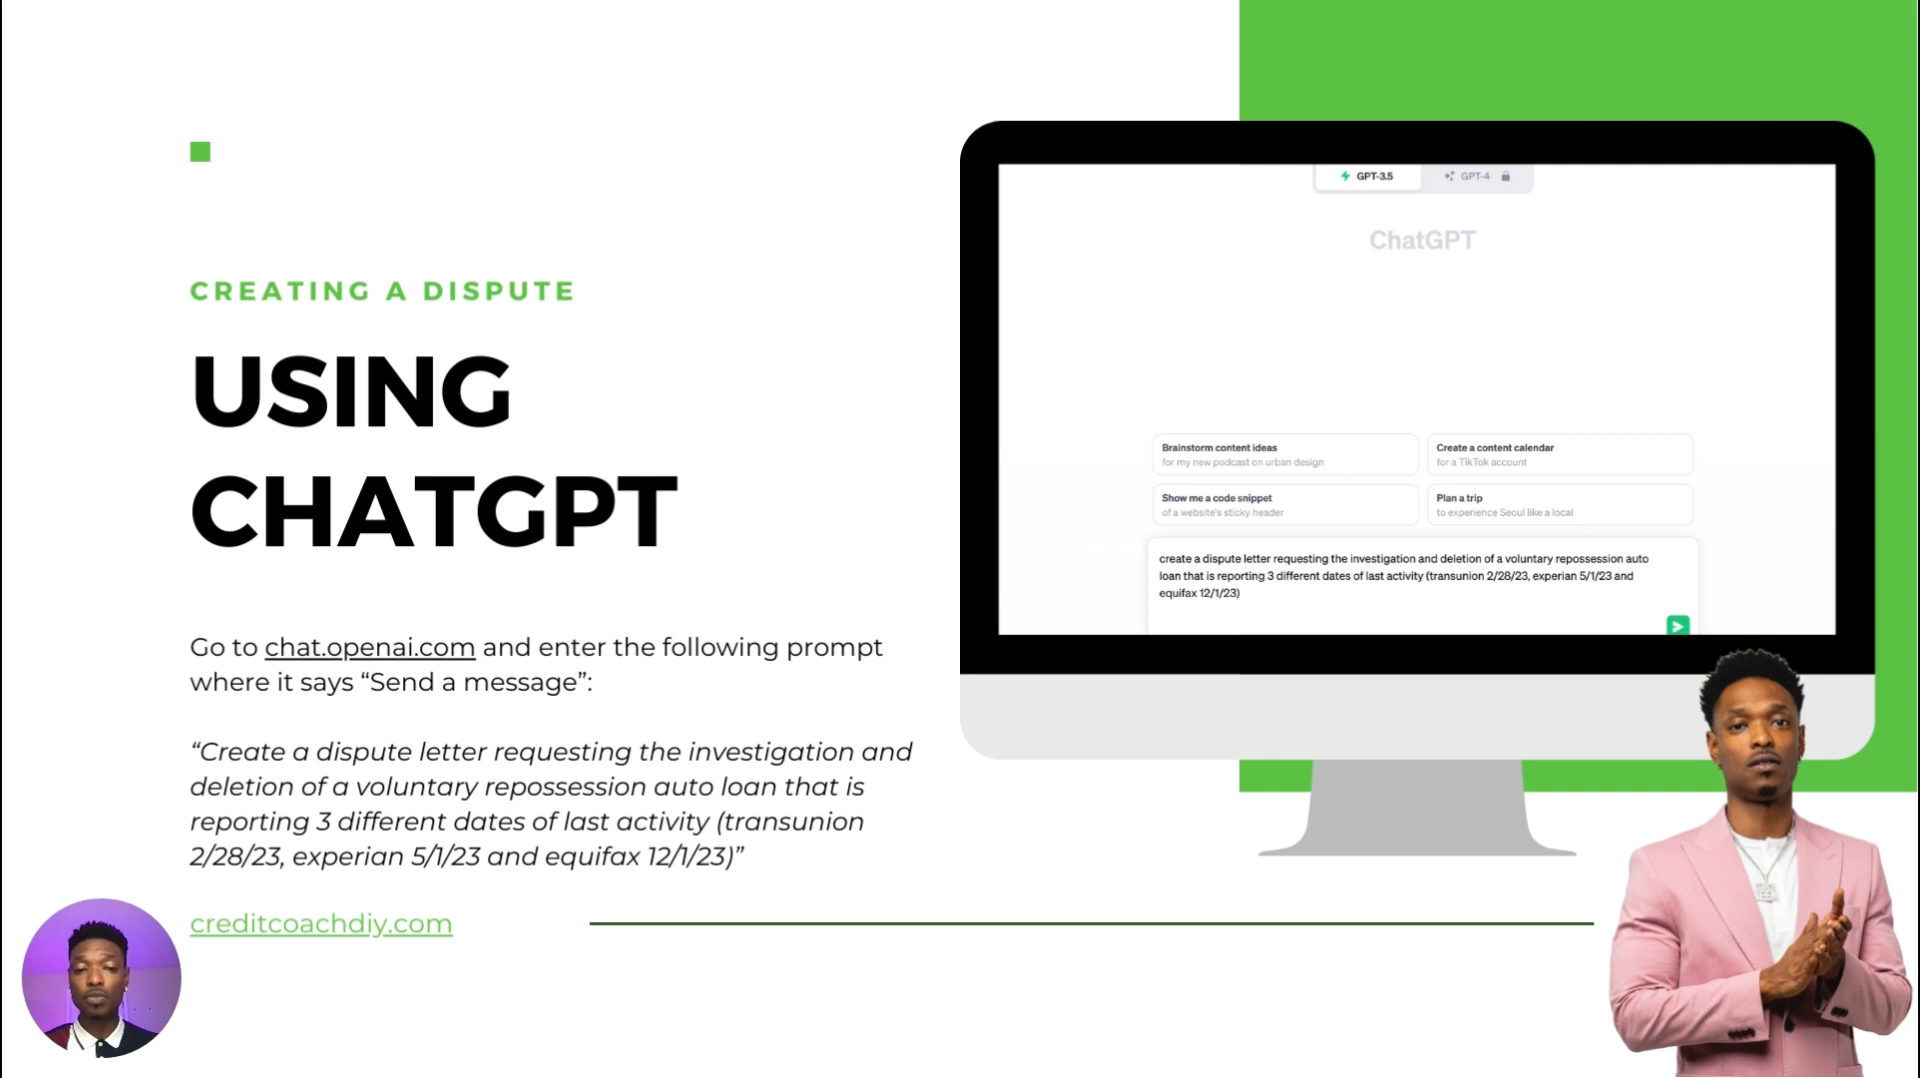 CREATING A DISPUTE
USING
CHATGPT
Go to chat.openai.com and enter the following prompt
where it says “Send a message”:
“Create a dispute letter requesting the investigation and
deletion of a voluntary repossession auto loan that is
reporting 3 different dates of last activity (transunion
2/28/23, experian 5/1/23 and equifax 12/1/23)”
creditcoachdiy.com
GPT-3.5 GPT-4
ChatGPT
Brainstorm content ideas
for my new podcast on urban design
Create a content calendar
for a TikTok account
Show me a code snippet
of a website's sticky header
Plan a trip
to experience Seoul like a local
create a dispute letter requesting the investigation and deletion of a voluntary repossession auto
loan that is reporting 3 different dates of last activity (transunion 2/28/23, experian 5/1/23 and
equifax 12/1/23)